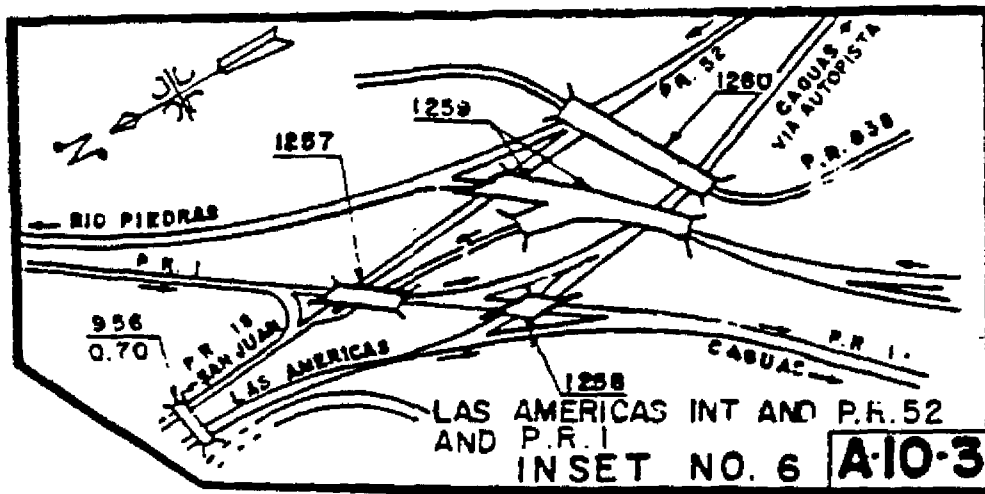 N
1257
1259
P.R. 52
1260
CAGUAS
VIA AUTOPISTA
P.R. 838
RIO PIEDRAS
P.R. 1
956
0.70
P.R. 18
SAN JUAN
LAS AMERICAS
1258
P.R. 1.
CAGUAS
LAS AMERICAS INT AND P.R. 52
AND P.R. 1
INSET NO. 6
A-10-3